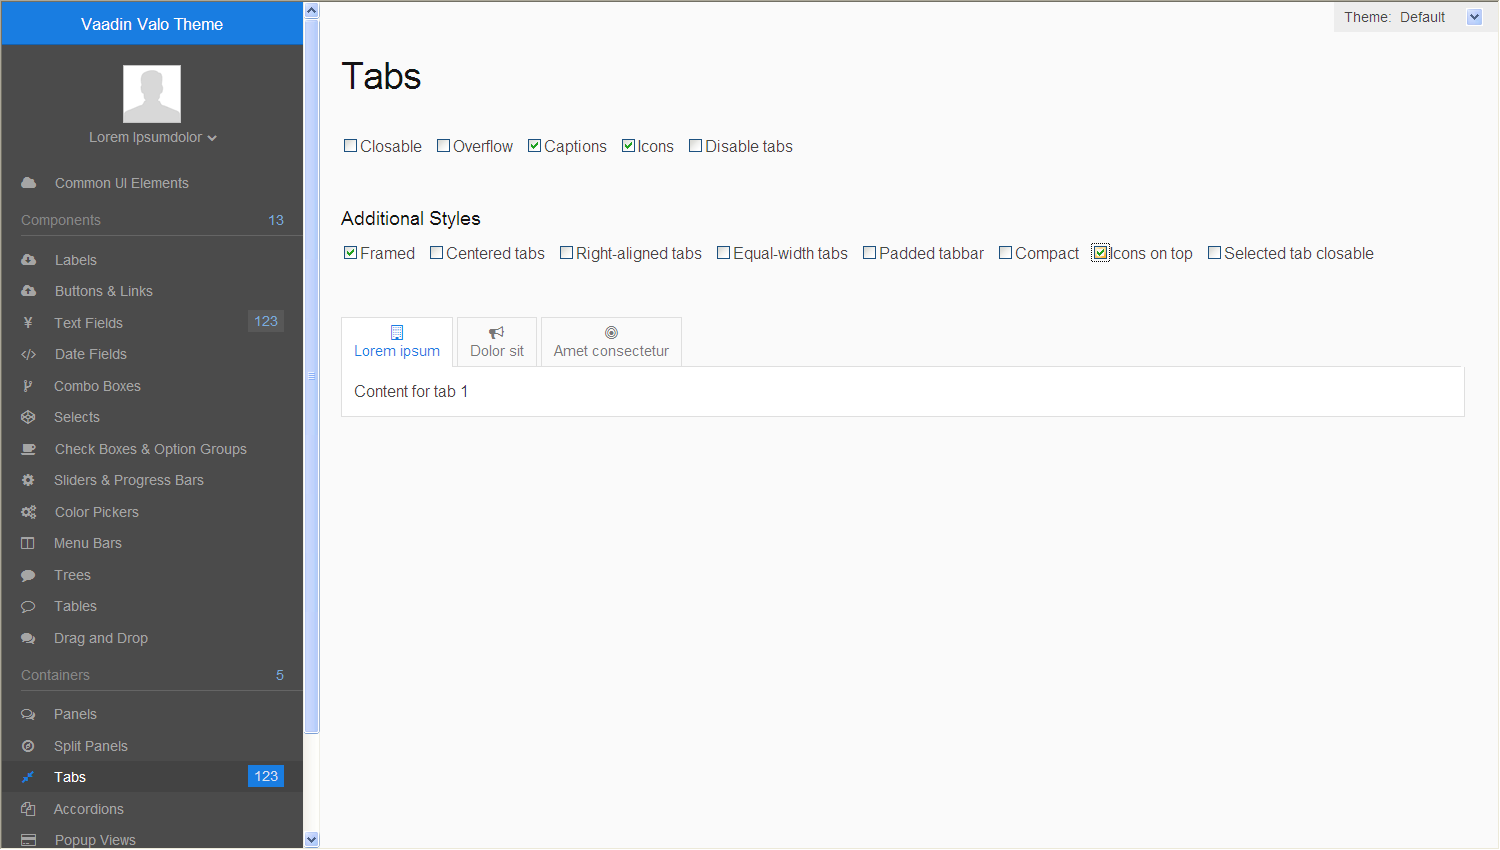 Vaadin Valo Theme
Lorem Ipsumdolor
Common UI Elements
Components 13
Labels
Buttons & Links
Text Fields 123
Date Fields
Combo Boxes
Selects
Check Boxes & Option Groups
Sliders & Progress Bars
Color Pickers
Menu Bars
Trees
Tables
Drag and Drop
Containers 5
Panels
Split Panels
Tabs 123
Accordions
Popup Views
Theme: Default
Tabs
Closable Overflow Captions Icons Disable tabs
Additional Styles
Framed Centered tabs Right-aligned tabs Equal-width tabs Padded tabbar Compact Icons on top Selected tab closable
Lorem ipsum Dolor sit Amet consectetur
Content for tab 1